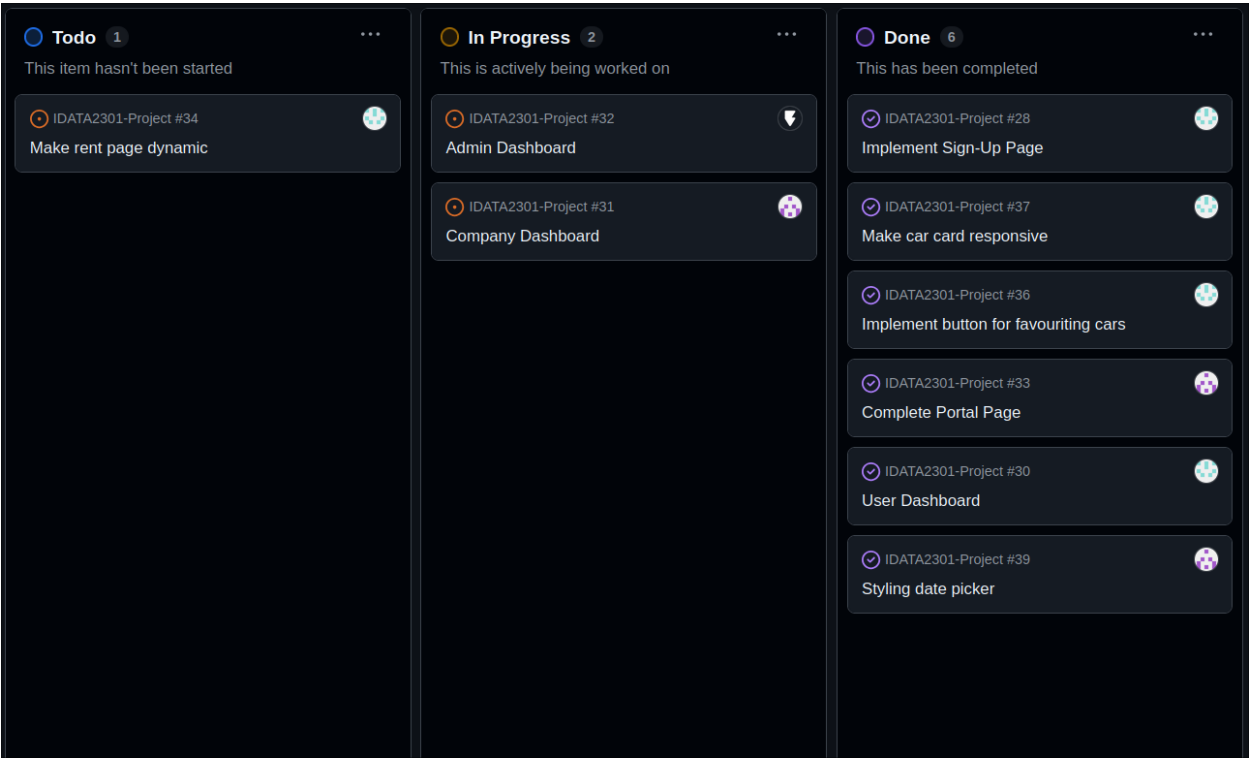 Todo 1 ...
This item hasn't been started
IDATA2301-Project #34
Make rent page dynamic
In Progress 2 ...
This is actively being worked on
IDATA2301-Project #32
Admin Dashboard
IDATA2301-Project #31
Company Dashboard
Done 6 ...
This has been completed
IDATA2301-Project #28
Implement Sign-Up Page
IDATA2301-Project #37
Make car card responsive
IDATA2301-Project #36
Implement button for favouriting cars
IDATA2301-Project #33
Complete Portal Page
IDATA2301-Project #30
User Dashboard
IDATA2301-Project #39
Styling date picker